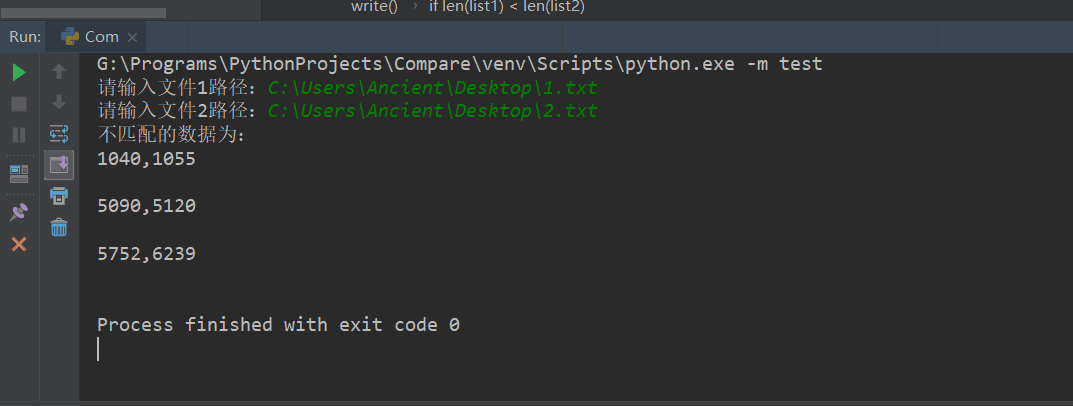 write() › if len(list1) < len(list2)
Run: Com ×
G:\Programs\PythonProjects\Compare\venv\Scripts\python.exe -m test
请输入文件1路径：C:\Users\Ancient\Desktop\1.txt
请输入文件2路径：C:\Users\Ancient\Desktop\2.txt
不匹配的数据为：
1040,1055
5090,5120
5752,6239
Process finished with exit code 0